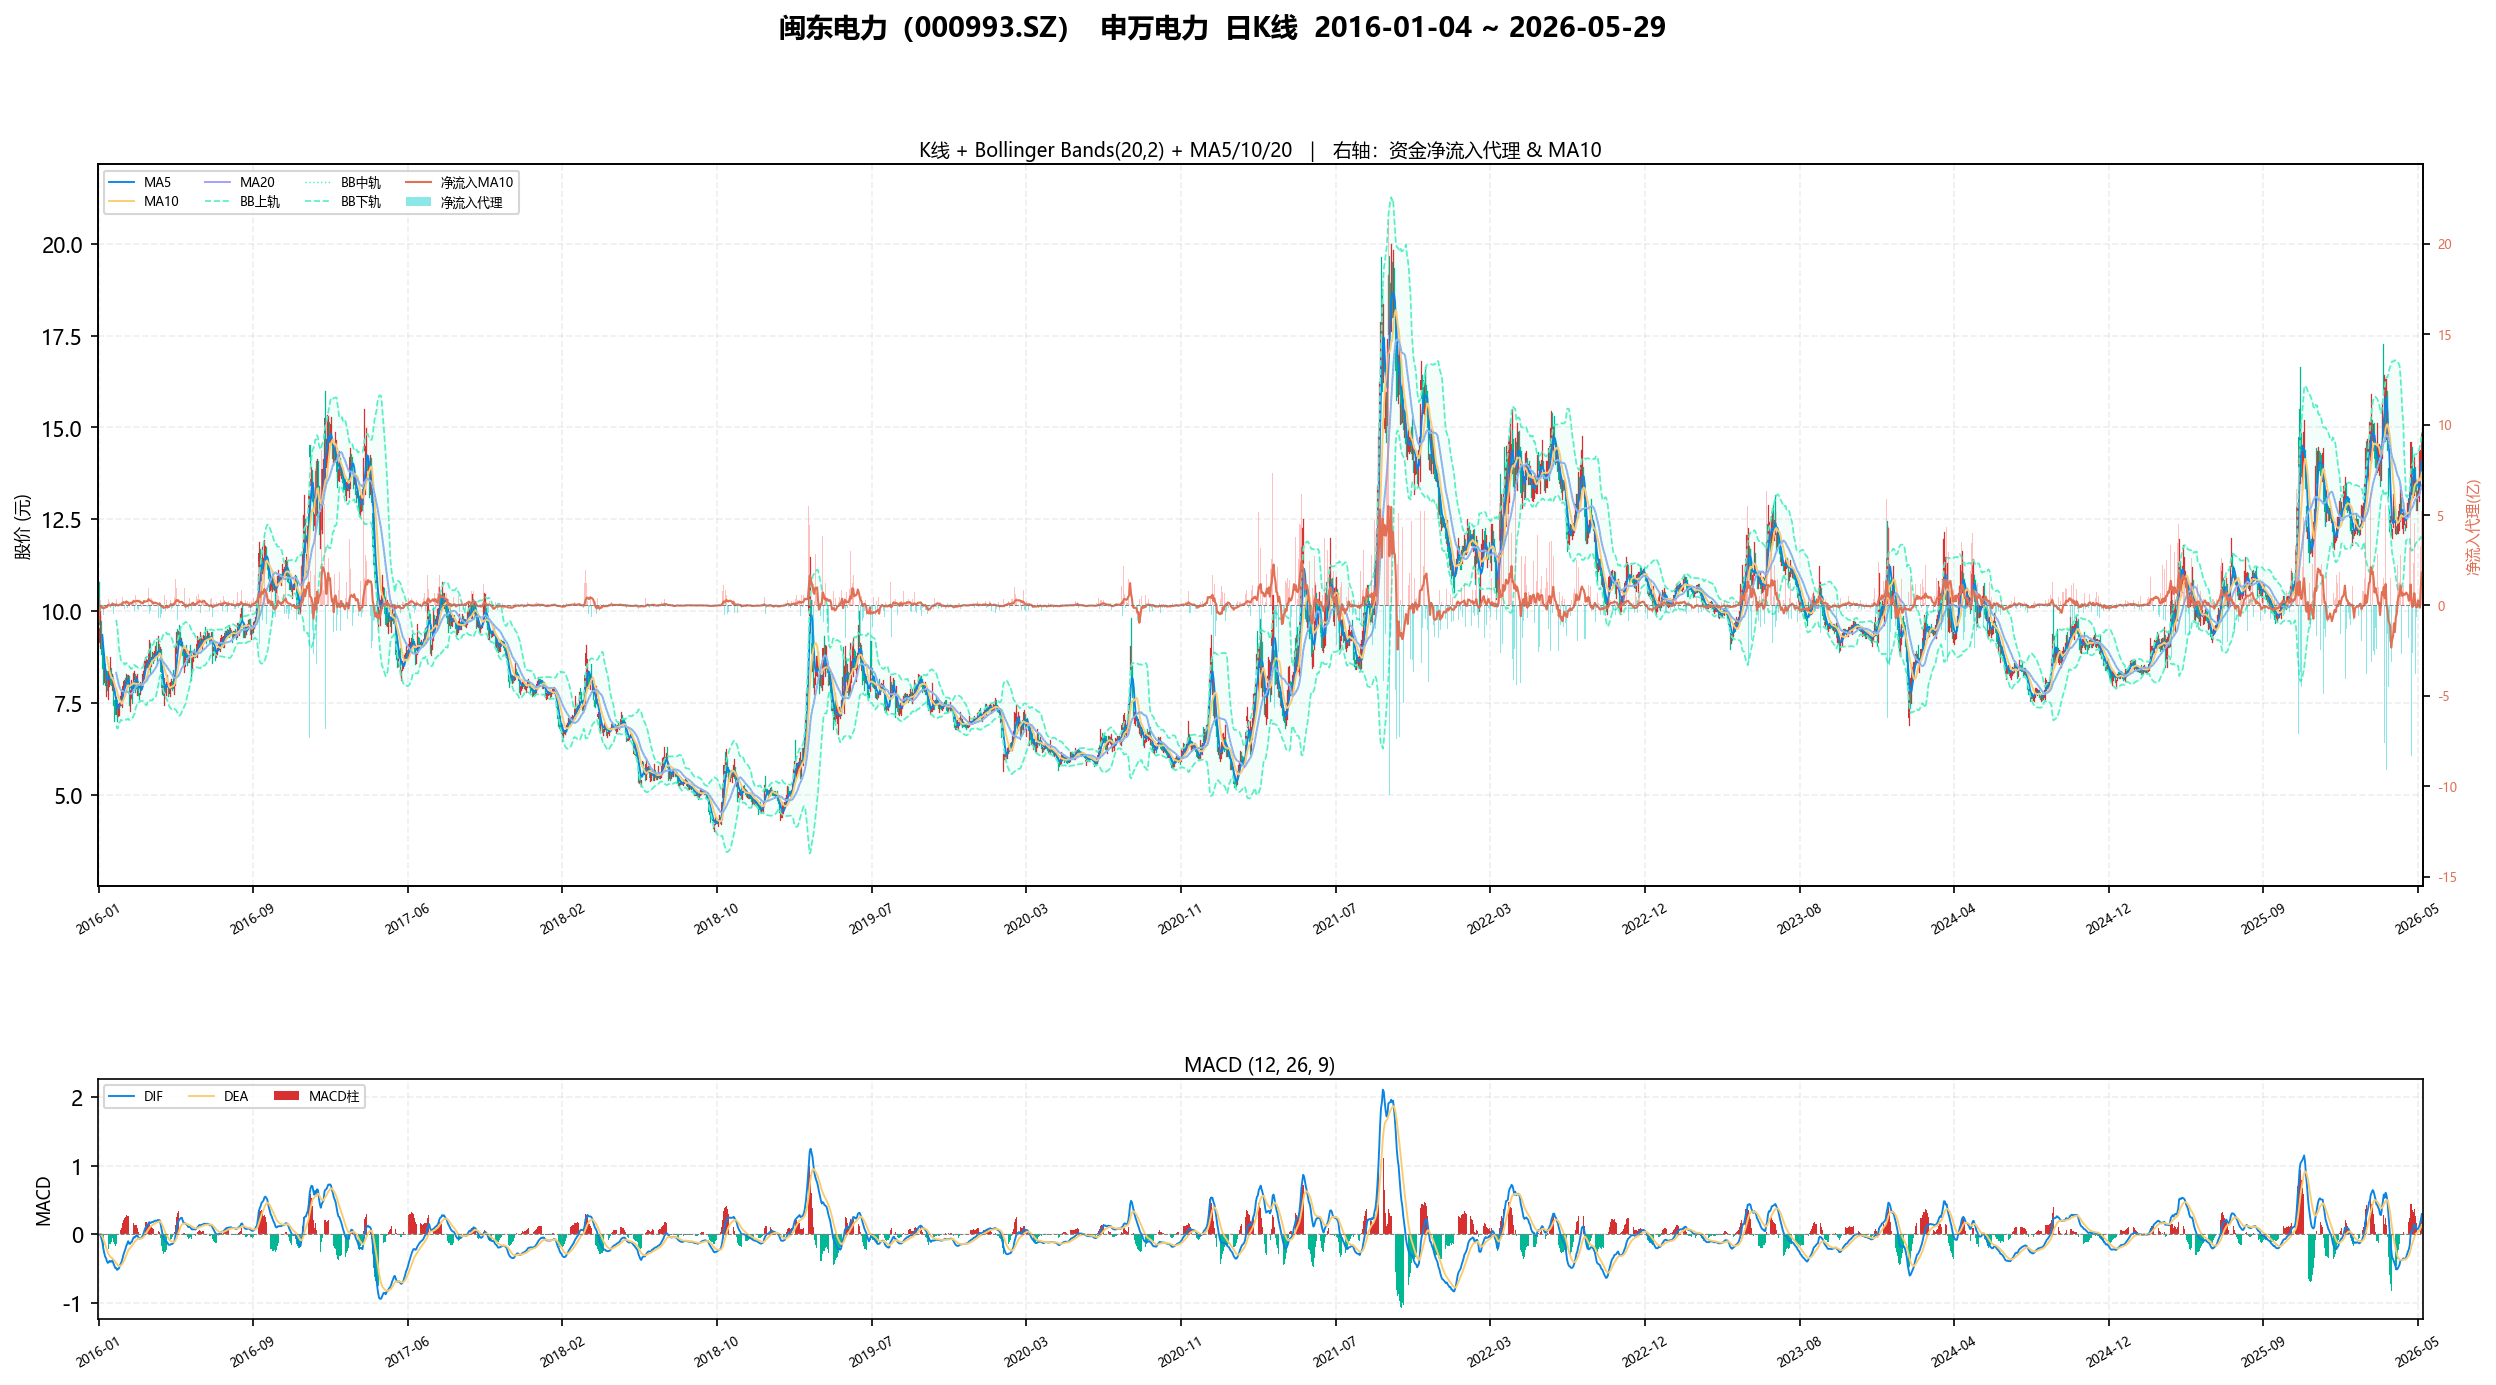 闽东电力（000993.SZ） 申万电力 日K线 2016-01-04 ~ 2026-05-29
K线 + Bollinger Bands(20,2) + MA5/10/20 | 右轴：资金净流入代理 & MA10
MA5 MA20 BB中轨 净流入MA10
MA10 BB上轨 BB下轨 净流入代理
股价 (元)
20.0
17.5
15.0
12.5
10.0
7.5
5.0
20
15
10
5
0
-5
-10
-15
净流入代理(亿)
2016-01 2016-09 2017-06 2018-02 2018-10 2019-07 2020-03 2020-11 2021-07 2022-03 2022-12 2023-08 2024-04 2024-12 2025-09 2026-05
MACD (12, 26, 9)
DIF DEA MACD柱
MACD
2
1
0
-1
2016-01 2016-09 2017-06 2018-02 2018-10 2019-07 2020-03 2020-11 2021-07 2022-03 2022-12 2023-08 2024-04 2024-12 2025-09 2026-05